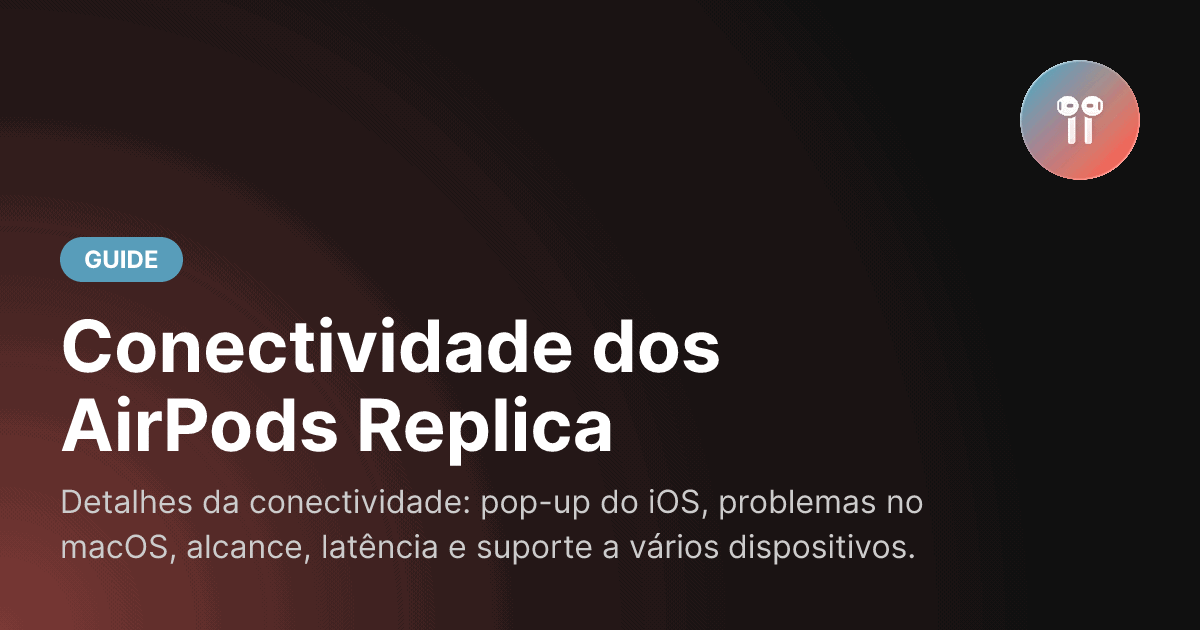 GUIDE
Conectividade dos
AirPods Replica
Detalhes da conectividade: pop-up do iOS, problemas no
macOS, alcance, latência e suporte a vários dispositivos.